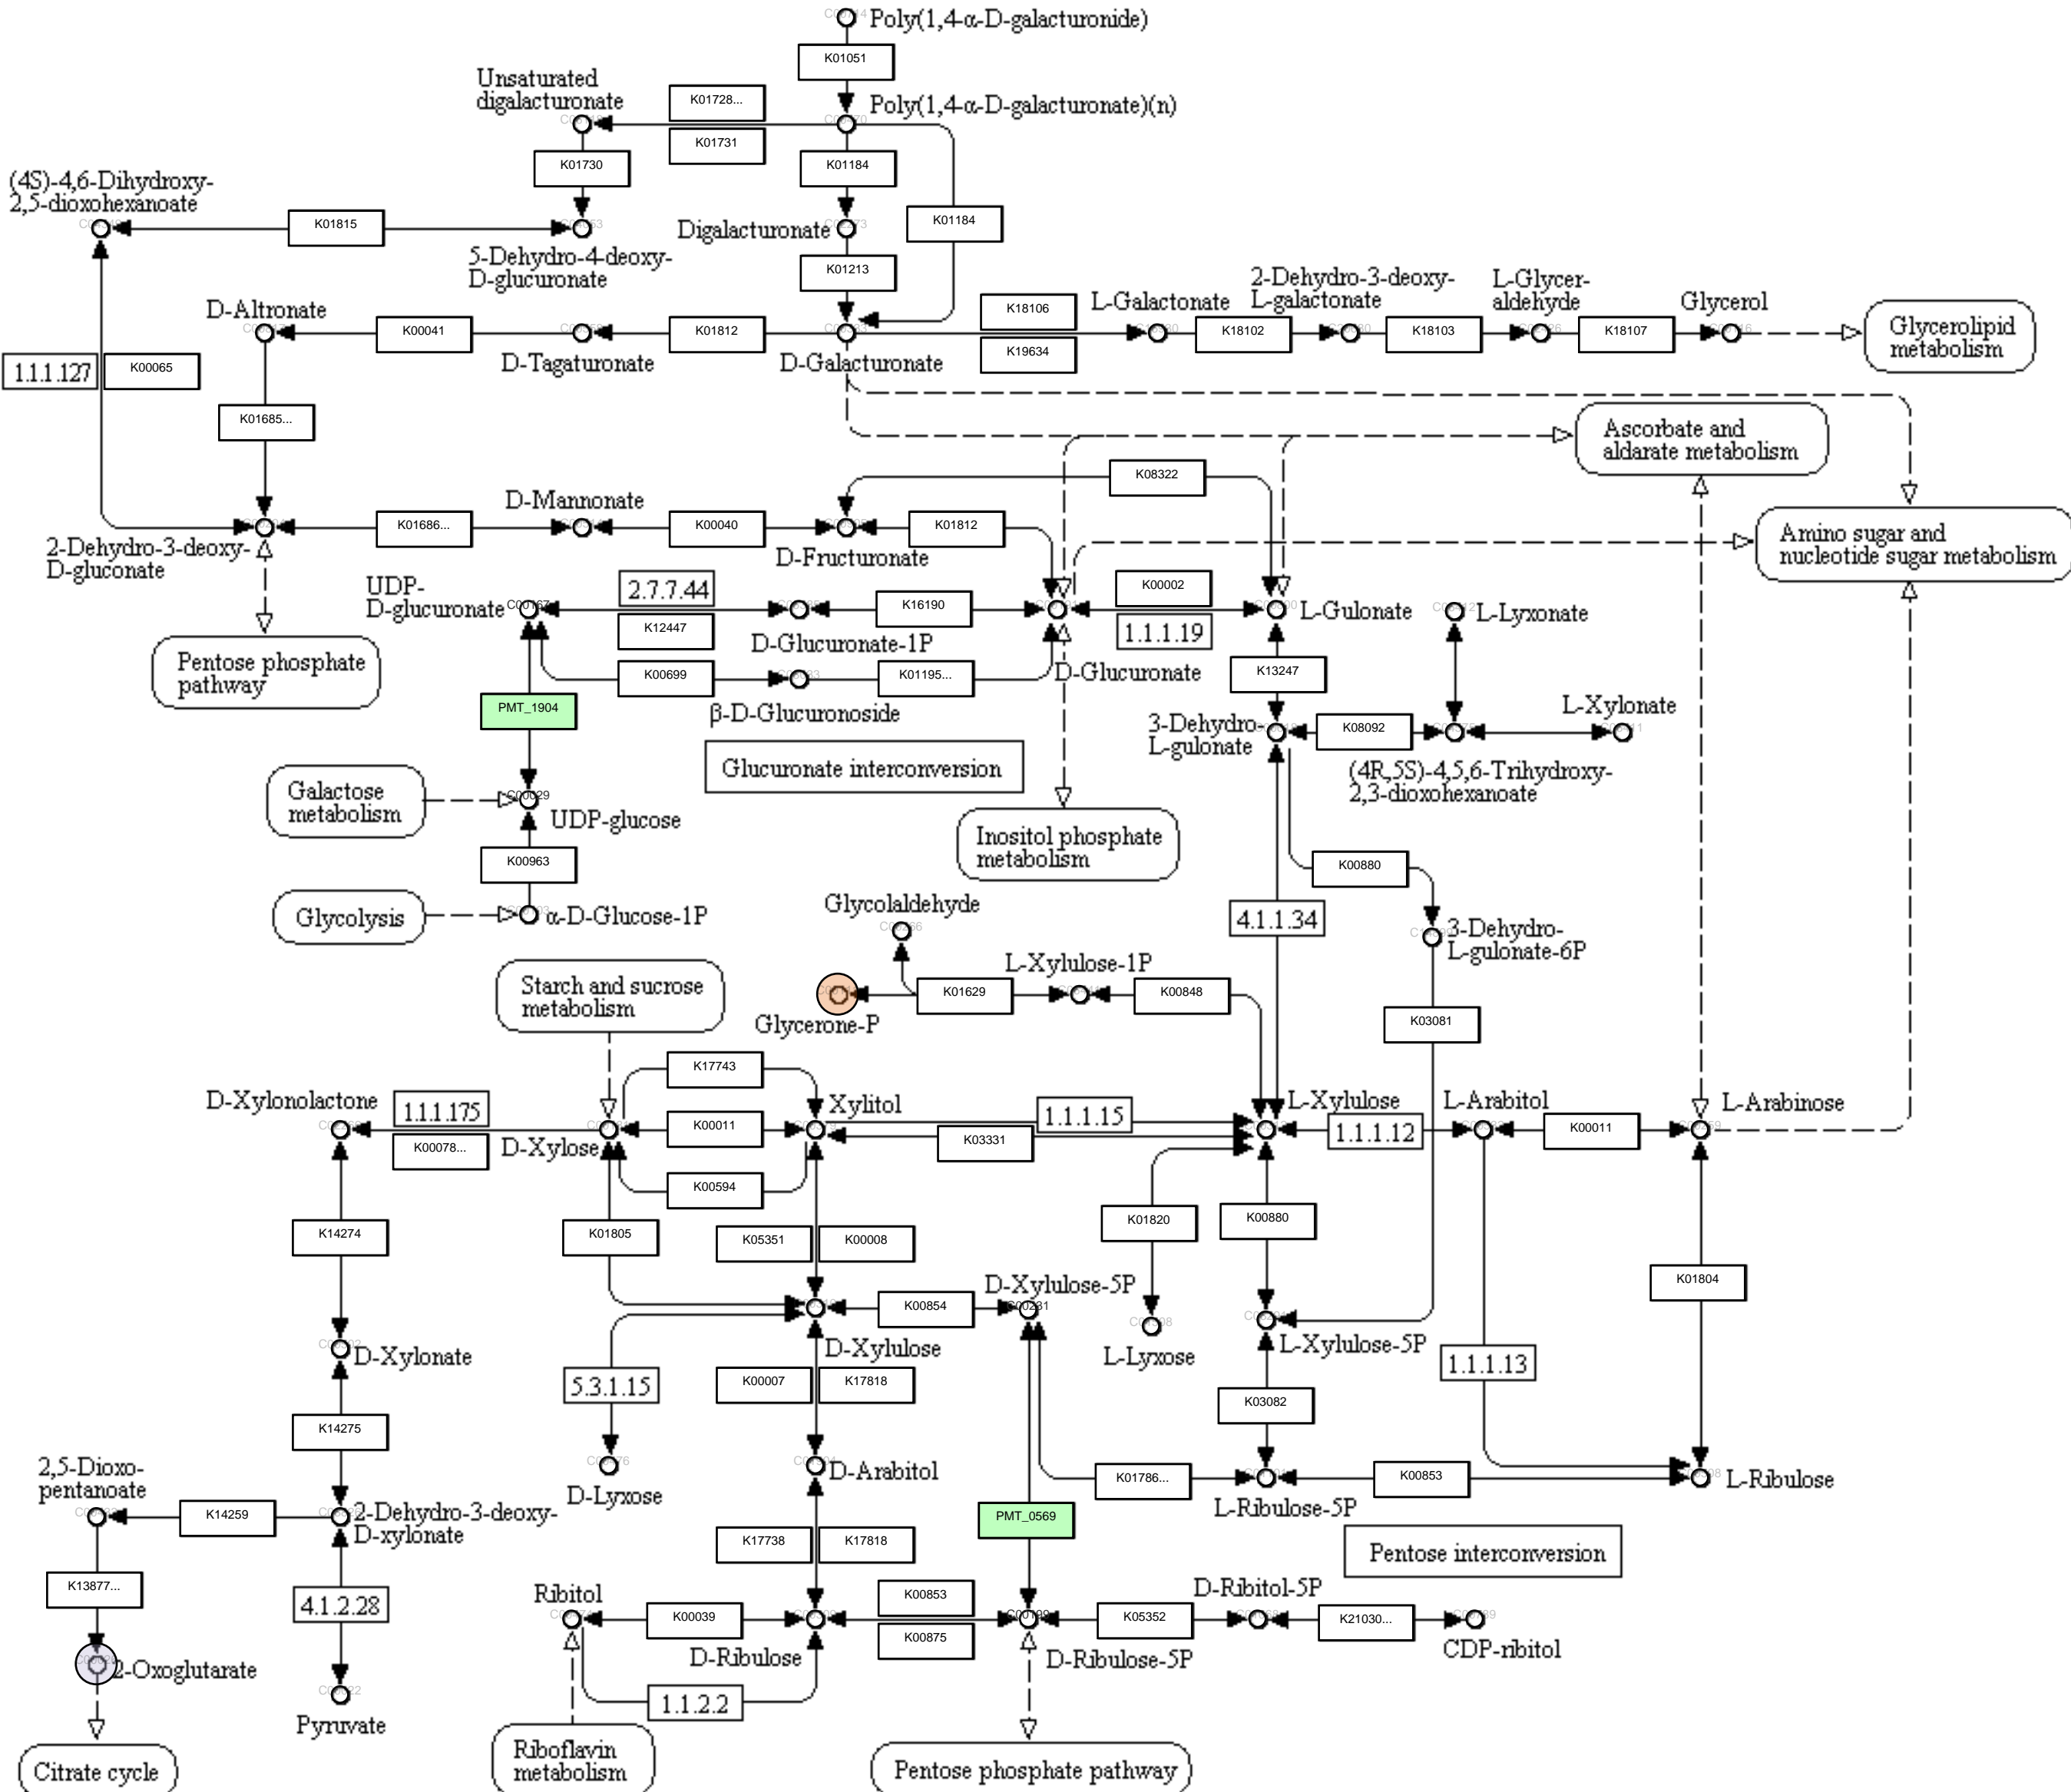 Poly(1,4-α-D-galacturonide)
K01051
Unsaturated
digalacturonate
K01728...
Poly(1,4-α-D-galacturonate)(n)
K01731
K01730
K01184
(4S)-4,6-Dihydroxy-
2,5-dioxohexanoate
K01815
Digalacturonate
K01184
5-Dehydro-4-deoxy-
D-glucuronate
K01213
D-Altronate
K18106
L-Galactonate
2-Dehydro-3-deoxy-
L-galactonate
L-Glycer-
aldehyde
Glycerol
K00041
K01812
K18102
K18103
K18107
Glycerolipid
metabolism
D-Tagaturonate
D-Galacturonate
K19634
1.1.1.127
K00065
K01685...
Ascorbate and
aldarate metabolism
K08322
D-Mannonate
K01686...
K00040
K01812
2-Dehydro-3-deoxy-
D-gluconate
D-Fructuronate
Amino sugar and
nucleotide sugar metabolism
UDP-
D-glucuronate
C00167
2.7.7.44
K16190
K00002
L-Gulonate
L-Lyxonate
K12447
D-Glucuronate-1P
1.1.1.19
Pentose phosphate
pathway
K00699
K01195...
D-Glucuronate
K13247
PMT_1904
β-D-Glucuronoside
3-Dehydro-
L-gulonate
K08092
L-Xylonate
Glucuronate interconversion
(4R,5S)-4,5,6-Trihydroxy-
2,3-dioxohexanoate
Galactose
metabolism
C00029
UDP-glucose
Inositol phosphate
metabolism
K00963
K00880
Glycolysis
α-D-Glucose-1P
Glycolaldehyde
4.1.1.34
3-Dehydro-
L-gulonate-6P
Starch and sucrose
metabolism
L-Xylulose-1P
K01629
K00848
Glycerone-P
K03081
K17743
D-Xylonolactone
1.1.1.175
Xylitol
1.1.1.15
L-Xylulose
L-Arabitol
L-Arabinose
K00011
K03331
1.1.1.12
K00011
K00078...
D-Xylose
K00594
K14274
K01805
K05351
K00008
K01820
K00880
K01804
D-Xylulose-5P
K00854
C00231
D-Xylonate
D-Xylulose
L-Lyxose
L-Xylulose-5P
5.3.1.15
K00007
K17818
1.1.1.13
K03082
K14275
2,5-Dioxo-
pentanoate
D-Arabitol
K01786...
K00853
L-Ribulose
D-Lyxose
L-Ribulose-5P
K14259
2-Dehydro-3-deoxy-
D-xylonate
PMT_0569
K17738
K17818
Pentose interconversion
K13877...
4.1.2.28
Ribitol
K00853
D-Ribitol-5P
K00039
C00199
K05352
K21030...
K00875
D-Ribulose
D-Ribulose-5P
CDP-ribitol
2-Oxoglutarate
1.1.2.2
Pyruvate
Citrate cycle
Riboflavin
metabolism
Pentose phosphate pathway